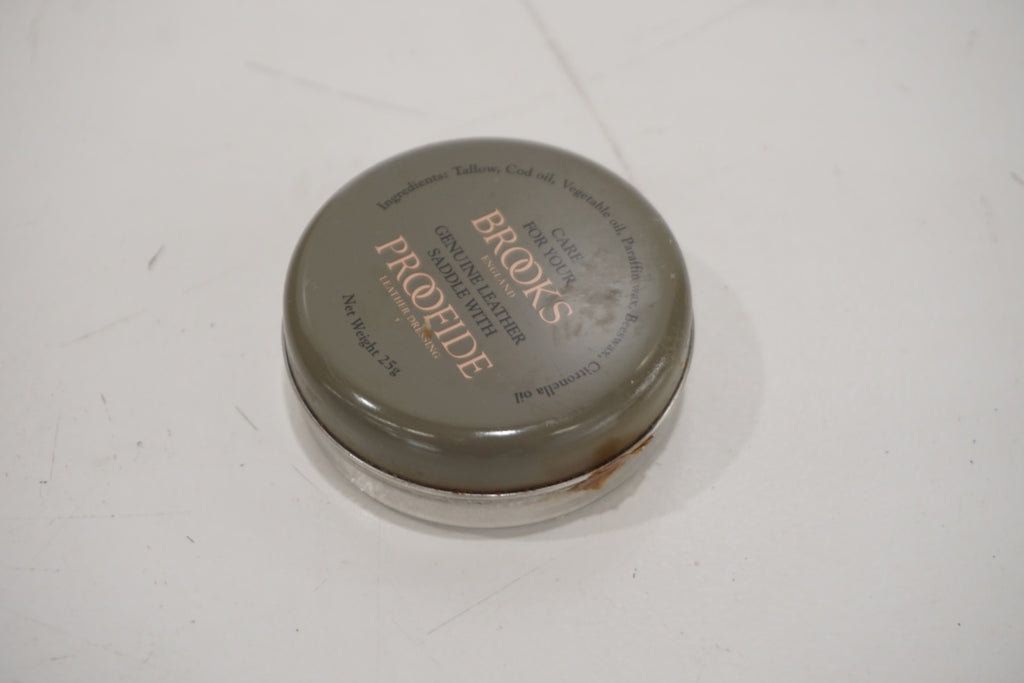 Ingredients: Tallow, Cod oil, Vegetable oil, Paraffin wax, Beeswax, Citronella oil
CARE
FOR YOUR
BROOKS
ENGLAND
GENUINE LEATHER
SADDLE WITH
PROOFIDE
LEATHER DRESSING
Net Weight 25g